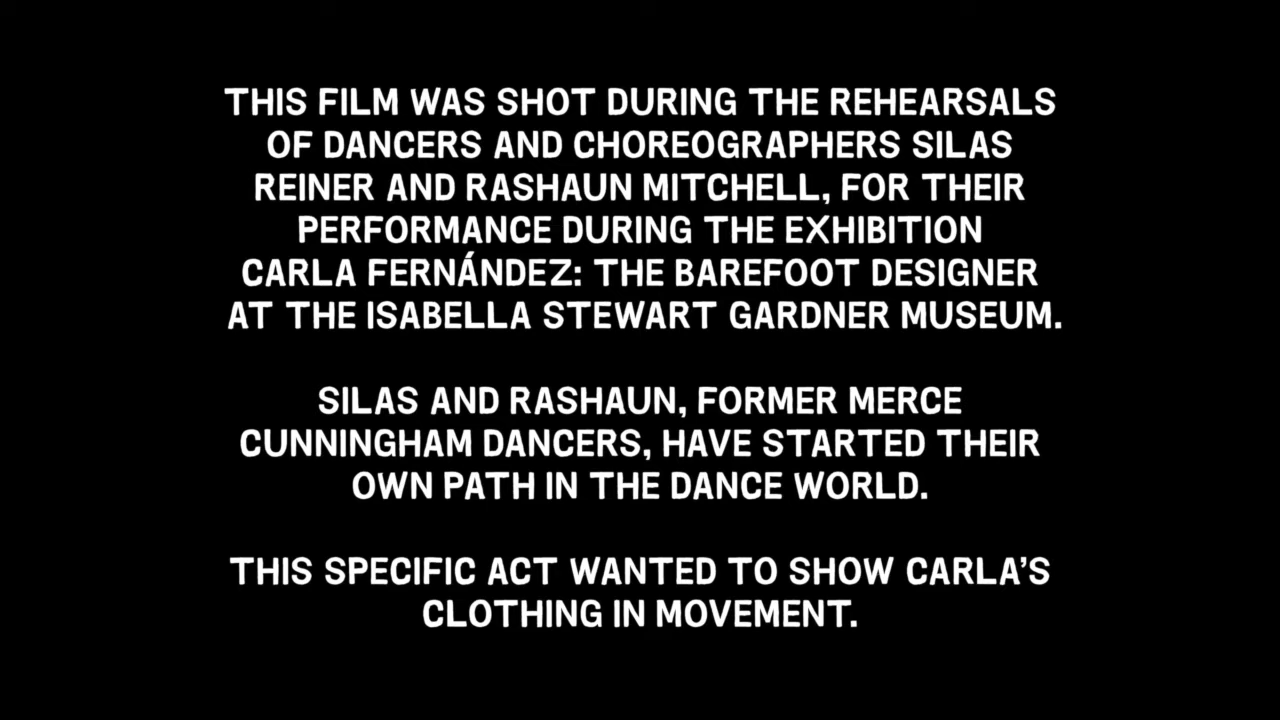 THIS FILM WAS SHOT DURING THE REHEARSALS
OF DANCERS AND CHOREOGRAPHERS SILAS
REINER AND RASHAUN MITCHELL, FOR THEIR
PERFORMANCE DURING THE EXHIBITION
CARLA FERNÁNDEZ: THE BAREFOOT DESIGNER
AT THE ISABELLA STEWART GARDNER MUSEUM.
SILAS AND RASHAUN, FORMER MERCE
CUNNINGHAM DANCERS, HAVE STARTED THEIR
OWN PATH IN THE DANCE WORLD.
THIS SPECIFIC ACT WANTED TO SHOW CARLA'S
CLOTHING IN MOVEMENT.